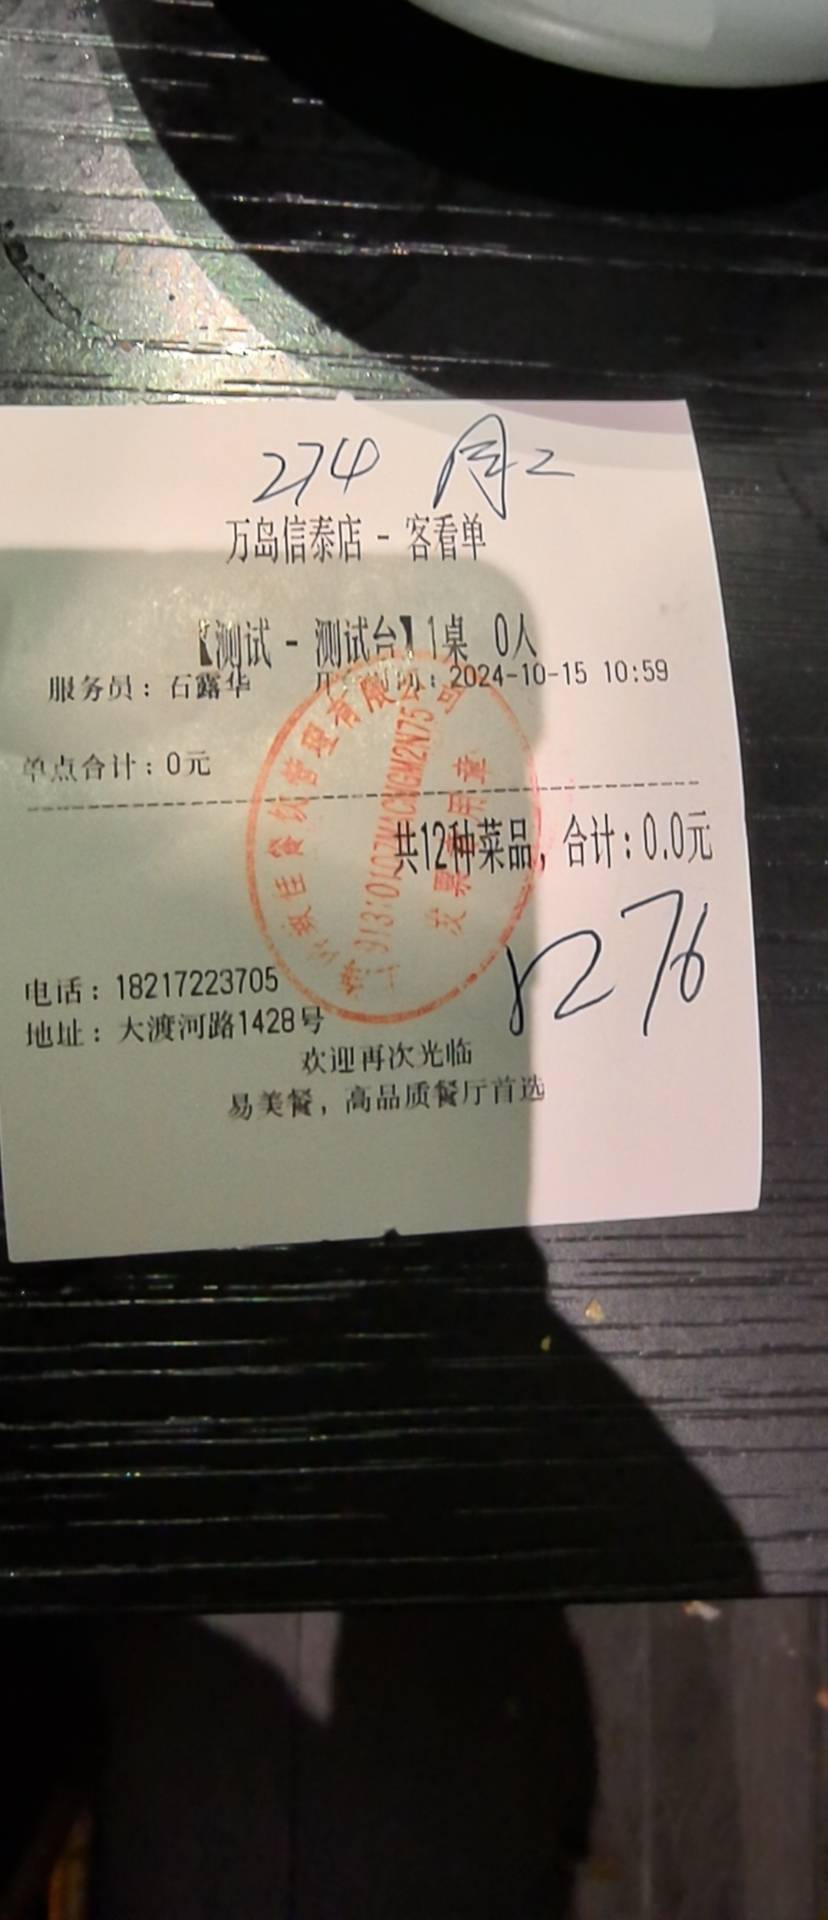 274 周2
万岛信泰店 - 客看单
【测试 - 测试台】1桌 0人
服务员：石露华 2024-10-15 10:59
单点合计：0元
共12种菜品，合计：0.0元
电话：18217223705
地址：大渡河路1428号
欢迎再次光临
易美餐，高品质餐厅首选